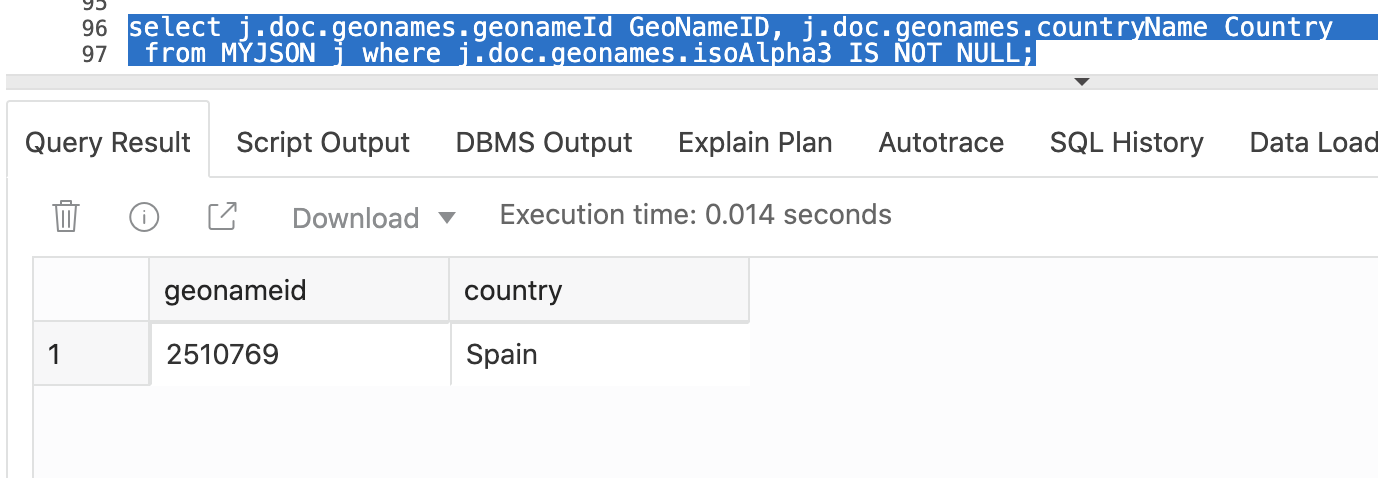 95
96 select j.doc.geonames.geonameId GeoNameID, j.doc.geonames.countryName Country
97 from MYJSON j where j.doc.geonames.isoAlpha3 IS NOT NULL;
Query Result Script Output DBMS Output Explain Plan Autotrace SQL History Data Load
Download Execution time: 0.014 seconds
geonameid country
1 2510769 Spain